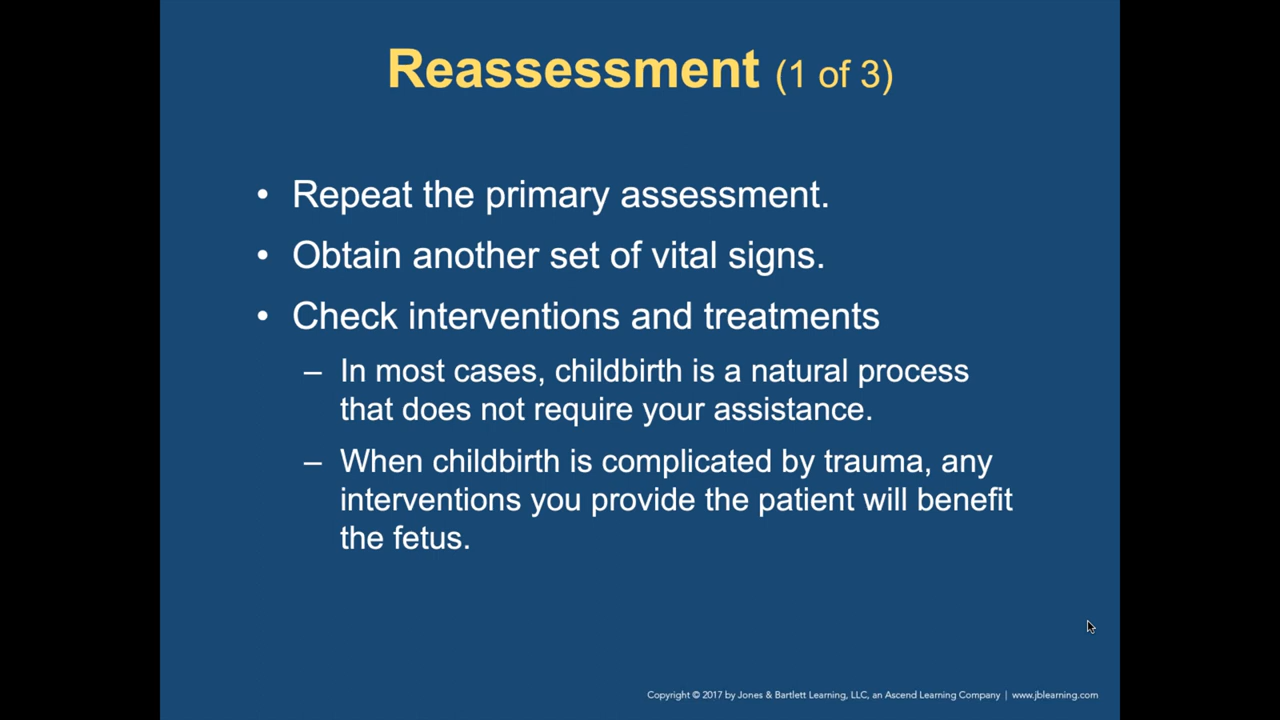 Reassessment (1 of 3)
• Repeat the primary assessment.
• Obtain another set of vital signs.
• Check interventions and treatments
– In most cases, childbirth is a natural process
that does not require your assistance.
– When childbirth is complicated by trauma, any
interventions you provide the patient will benefit
the fetus.
Copyright © 2017 by Jones & Bartlett Learning, LLC, an Ascend Learning Company | www.jblearning.com